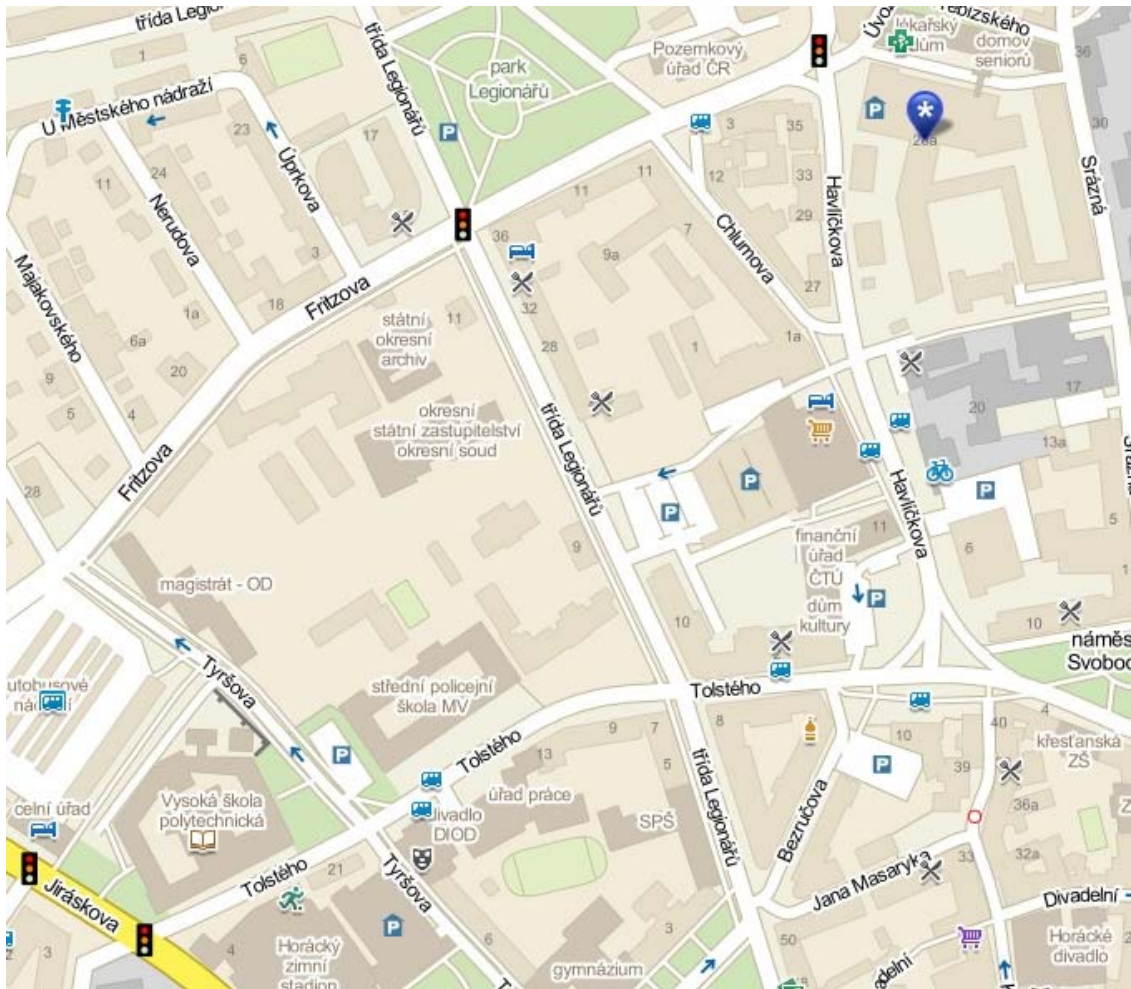 třída Legionářů
park
Legionářů
Pozemkový
úřad ČR
lékařský
dům
domov
seniorů
1
6
36
U Městského nádraží
P
17
23
3
35
30
Srázná
24
11
Nerudova
Úprkova
12
33
29
Havlíčkova
11
11
7
9a
36
Chlumova
27
Majakovského
3
18
Fritzova
32
1a
6a
20
státní
okresní
archiv
11
28
1
1a
9
5
4
okresní
státní zastupitelství
okresní soud
třída Legionářů
17
20
13a
Fritzova
28
P
P
Havlíčkova
P
11
5
9
finanční
úřad
ČTÚ
dům
kultury
6
P
magistrát - OD
10
10
Tyršova
střední policejní
škola MV
Tolstého
P
Tolstého
9
7
8
10
40
4
křesťanská
ZŠ
13
5
39
P
celní úřad
Vysoká škola
polytechnická
divadlo
DIOD
úřad práce
SPŠ
třída Legionářů
Bezručova
36a
Jana Masaryka
33
32a
Jiráskova
Tolstého
21
Tyršova
Divadelní
P
4
6
3
Horácký
zimní
stadion
gymnázium
3
50
Horácké
divadlo